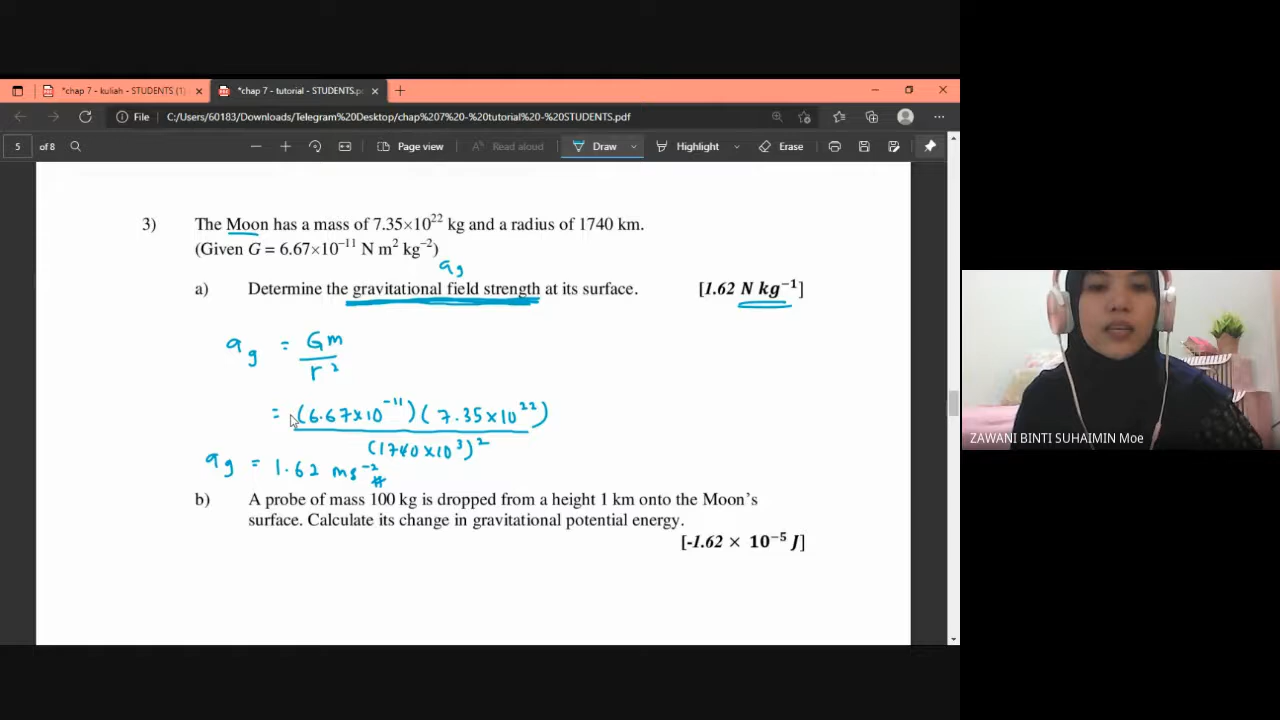 *chap 7 - kuliah - STUDENTS (1)
*chap 7 - tutorial - STUDENTS.p
File C:/Users/60183/Downloads/Telegram%20Desktop/chap%207%20-%20tutorial%20-%20STUDENTS.pdf
5 of 8 Page view Read aloud Draw Highlight Erase
3) The Moon has a mass of 7.35×10²² kg and a radius of 1740 km.
(Given G = 6.67×10⁻¹¹ N m² kg⁻²)
a_g
a) Determine the gravitational field strength at its surface. [1.62 N kg⁻¹]
a_g = Gm
r²
= (6.67×10⁻¹¹)(7.35×10²²)
(1740×10³)²
a_g = 1.62 ms⁻² #
b) A probe of mass 100 kg is dropped from a height 1 km onto the Moon's
surface. Calculate its change in gravitational potential energy.
[-1.62 × 10⁻⁵ J]
ZAWANI BINTI SUHAIMIN Moe